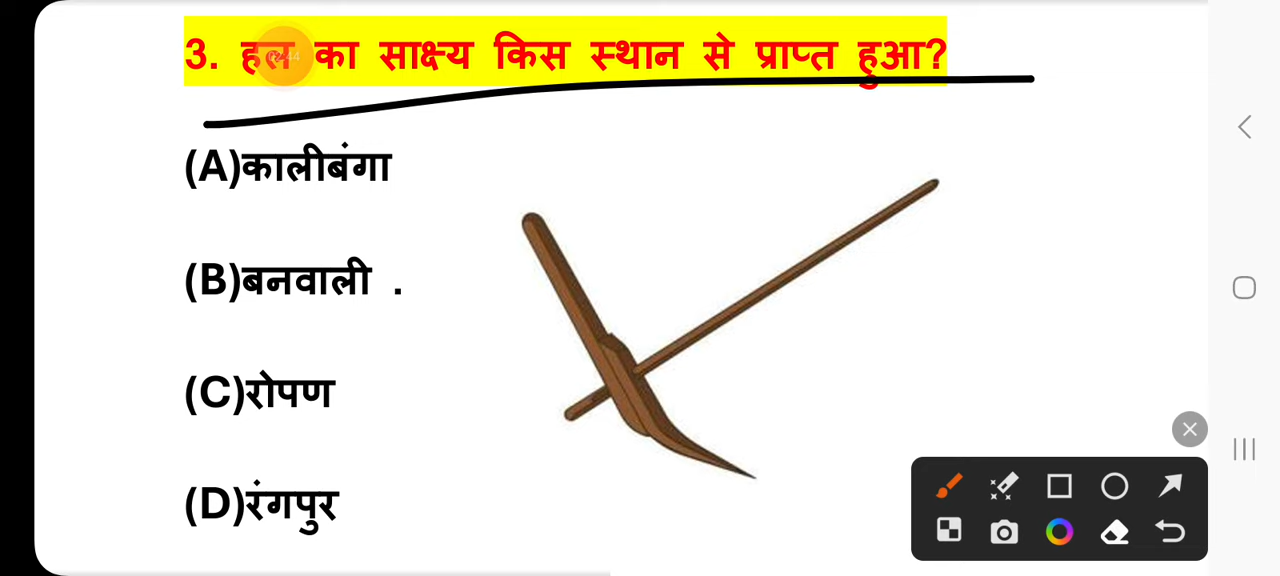 3. हल का साक्ष्य किस स्थान से प्राप्त हुआ?
(A)कालीबंगा
(B)बनवाली .
(C)रोपण
(D)रंगपुर